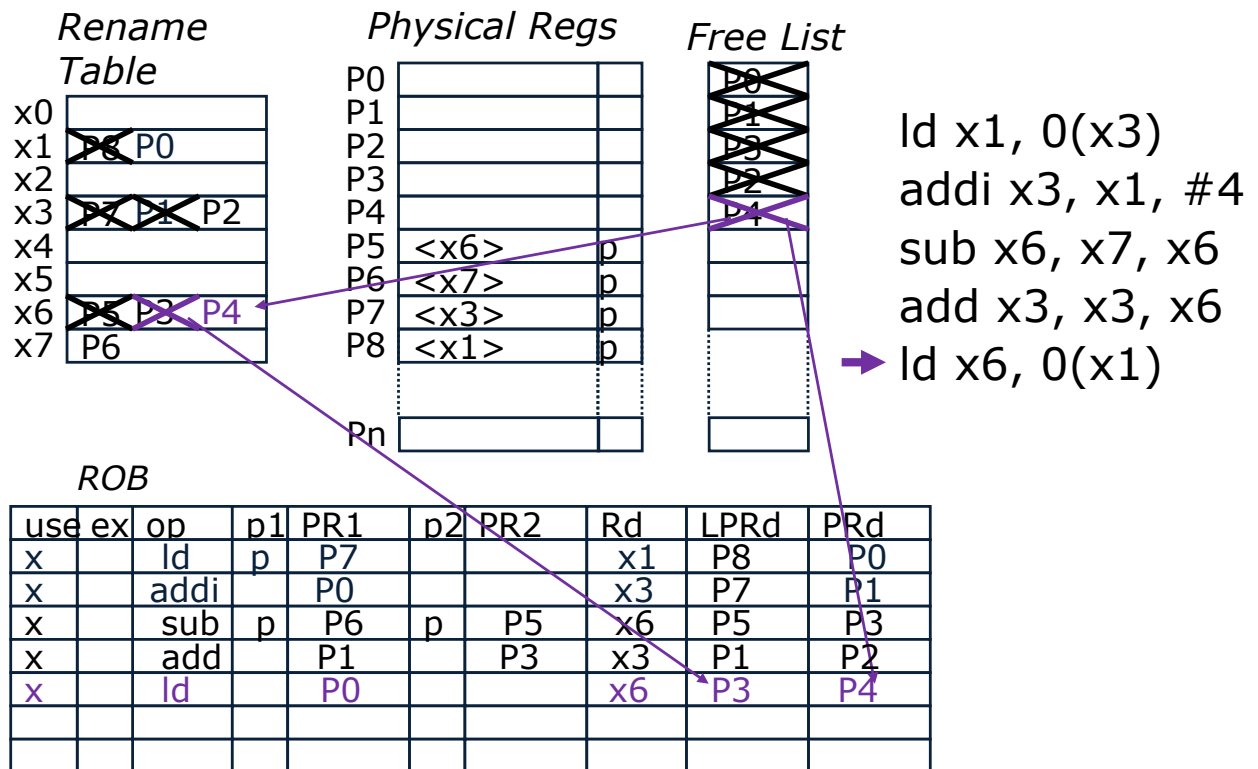 Rename
Table
x0
x1 P8 P0
x2
x3 P7 P1 P2
x4
x5
x6 P5 P3 P4
x7 P6
Physical Regs
P0
P1
P2
P3
P4
P5 <x6> p
P6 <x7> p
P7 <x3> p
P8 <x1> p
Pn
Free List
P0
P1
P3
P2
P4
ld x1, 0(x3)
addi x3, x1, #4
sub x6, x7, x6
add x3, x3, x6
ld x6, 0(x1)
ROB
use ex op p1 PR1 p2 PR2 Rd LPRd PRd
x ld p P7 x1 P8 P0
x addi P0 x3 P7 P1
x sub p P6 p P5 x6 P5 P3
x add P1 P3 x3 P1 P2
x ld P0 x6 P3 P4